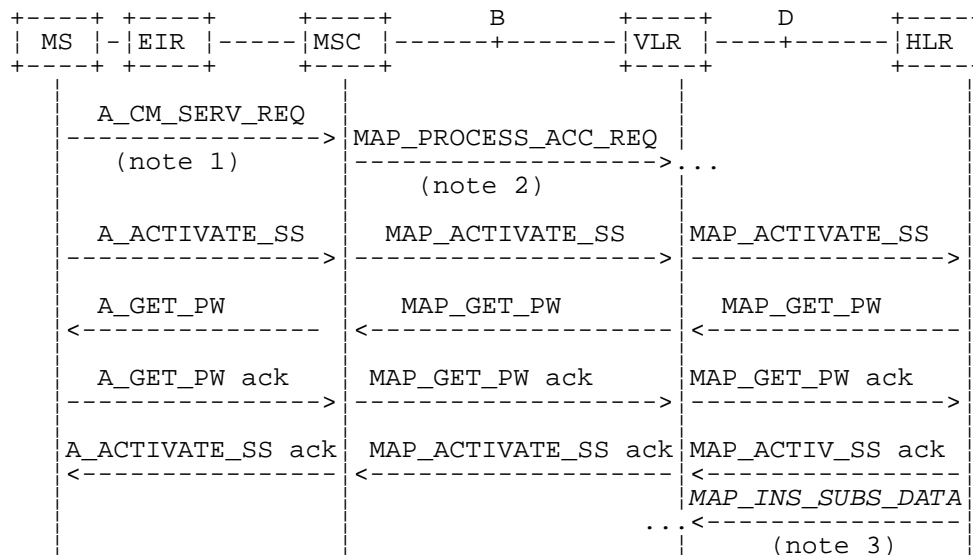 B D
MS EIR MSC VLR HLR
A_CM_SERV_REQ
MAP_PROCESS_ACC_REQ
(note 1) ...
(note 2)
A_ACTIVATE_SS MAP_ACTIVATE_SS MAP_ACTIVATE_SS
A_GET_PW MAP_GET_PW MAP_GET_PW
A_GET_PW ack MAP_GET_PW ack MAP_GET_PW ack
A_ACTIVATE_SS ack MAP_ACTIVATE_SS ack MAP_ACTIV_SS ack
MAP_INS_SUBS_DATA
...
(note 3)